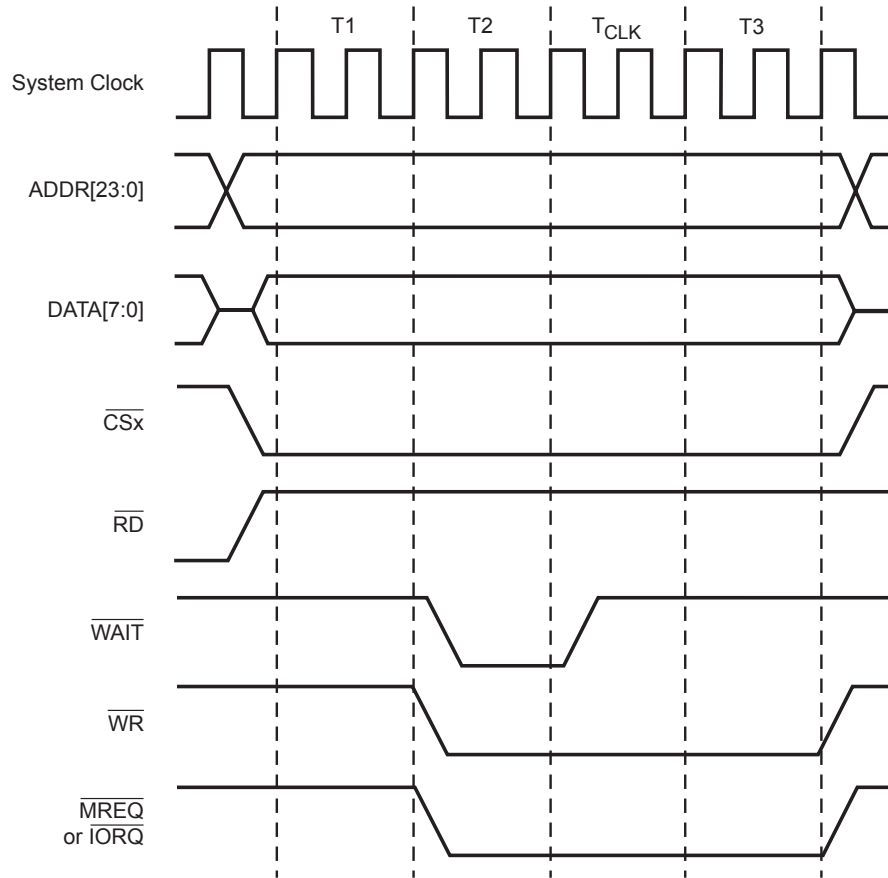 T1 T2 TCLK T3
System Clock
ADDR[23:0]
DATA[7:0]
CSx
RD
WAIT
WR
MREQ
or IORQ